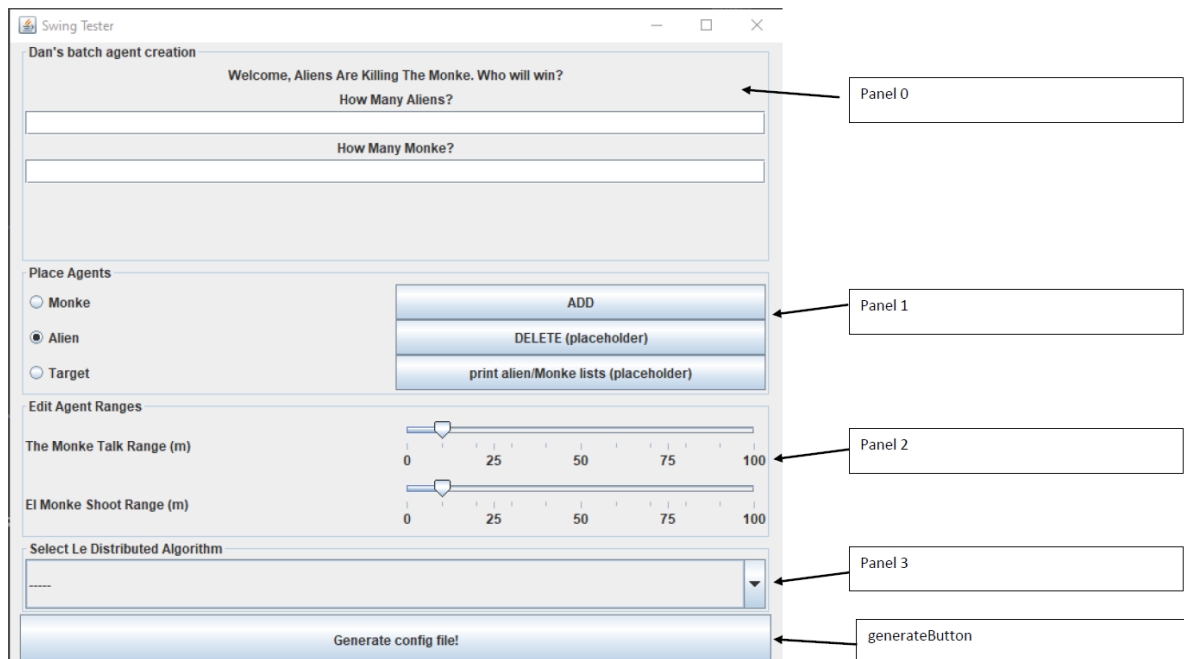 Swing Tester
Dan's batch agent creation
Welcome, Aliens Are Killing The Monke. Who will win?
How Many Aliens?
How Many Monke?
Panel 0
Place Agents
Monke
ADD
Alien
DELETE (placeholder)
Target
print alien/Monke lists (placeholder)
Panel 1
Edit Agent Ranges
The Monke Talk Range (m)
0 25 50 75 100
El Monke Shoot Range (m)
0 25 50 75 100
Panel 2
Select Le Distributed Algorithm
-----
Panel 3
Generate config file!
generateButton